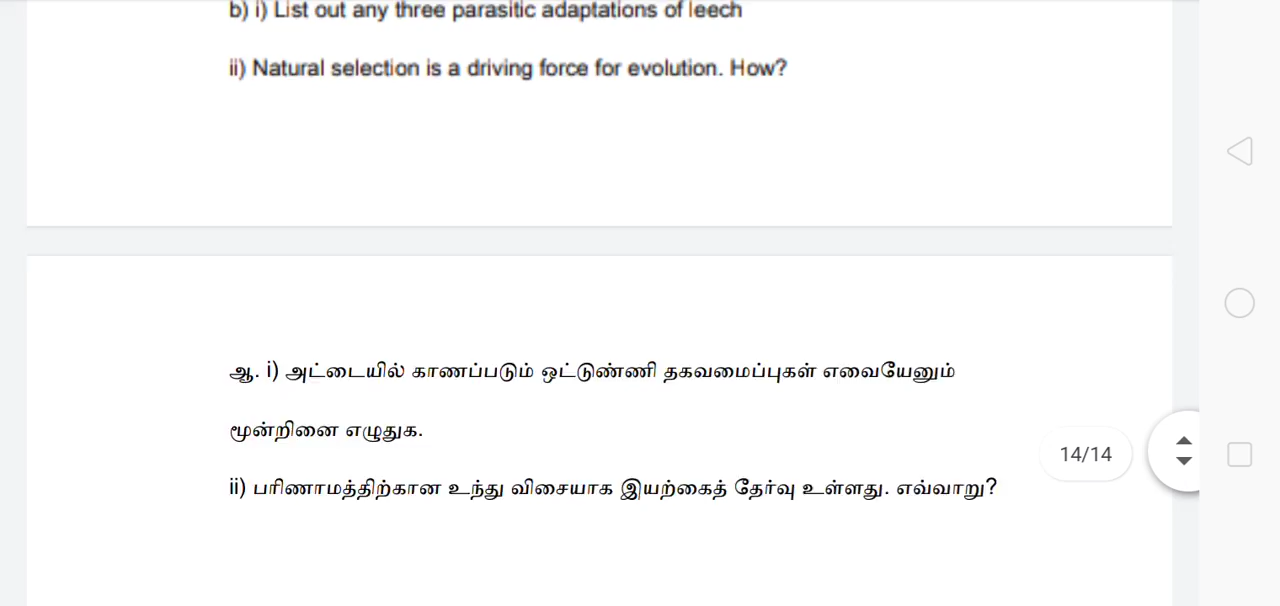 b) i) List out any three parasitic adaptations of leech
ii) Natural selection is a driving force for evolution. How?
ஆ. i) அட்டையில் காணப்படும் ஒட்டுண்ணி தகவமைப்புகள் எவையேனும்
மூன்றினை எழுதுக.
14/14
ii) பரிணாமத்திற்கான உந்து விசையாக இயற்கைத் தேர்வு உள்ளது. எவ்வாறு?